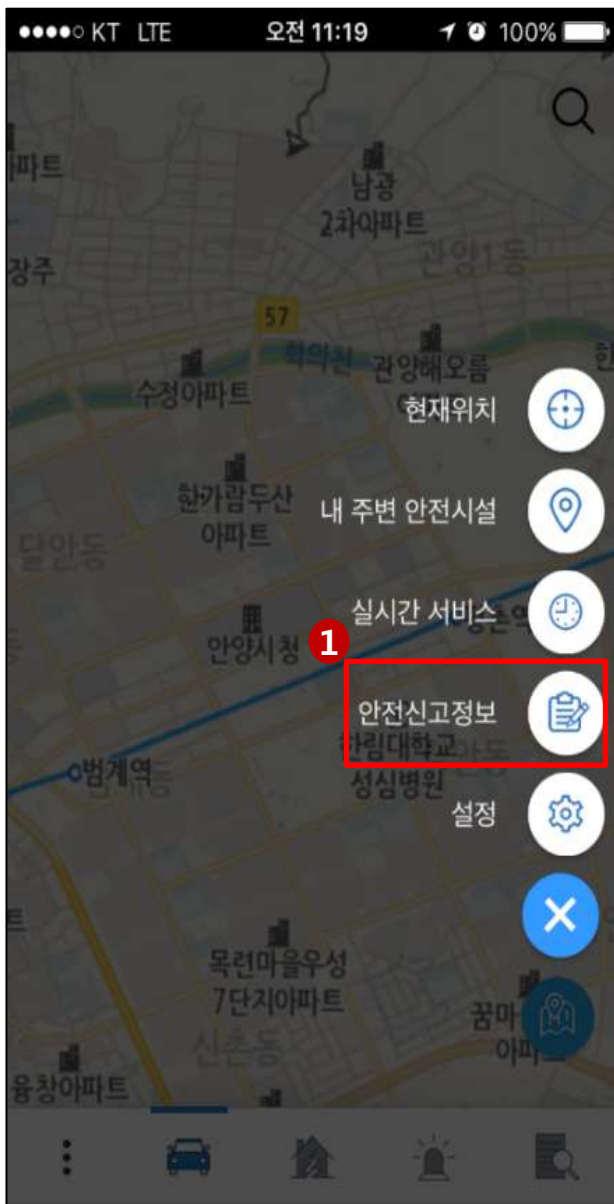 KT LTE 오전 11:19 100%
남광
2차아파트
관양1동
장주
57
학의천
관양해오름
수정아파트
현재위치
한가람두산
아파트
내 주변 안전시설
달안동
실시간 서비스
안양시청
1
안전신고정보
한림대학교
성심병원
범계역
설정
목련마을우성
7단지아파트
꿈마
신촌동
융창아파트